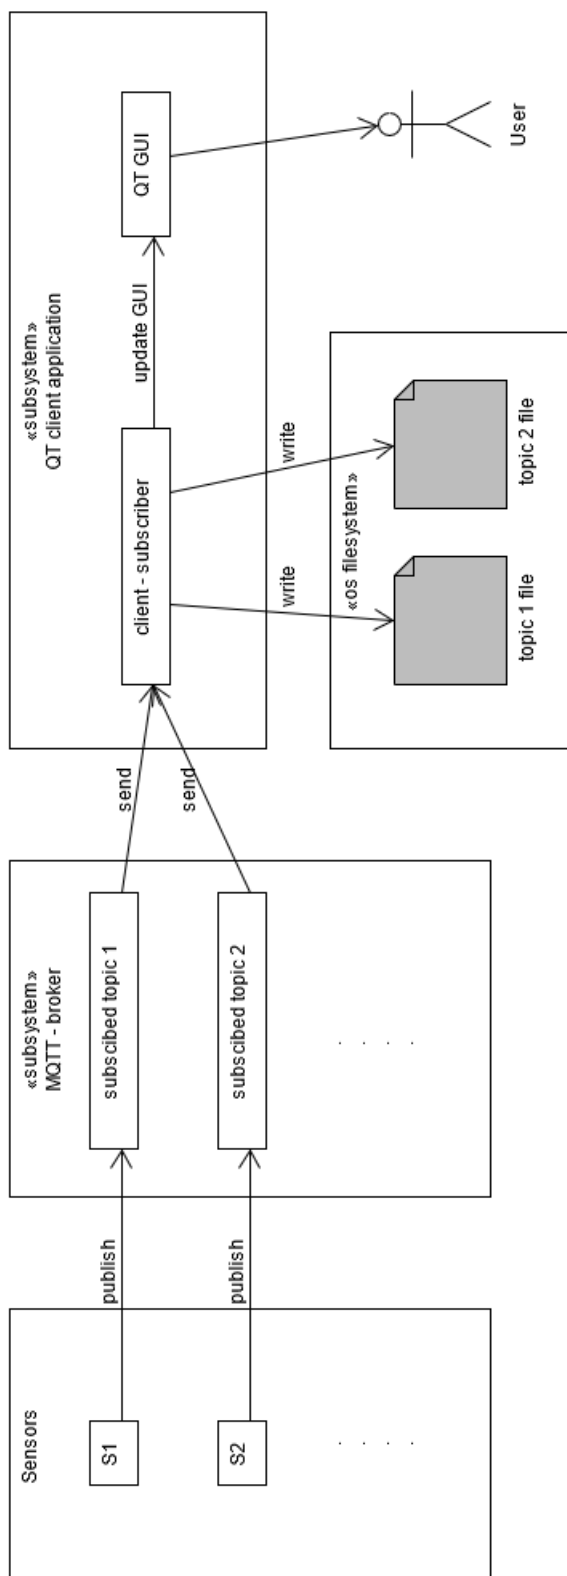 Sensors
S1
S2
. . . .
publish
publish
«subsystem»
MQTT - broker
subscibed topic 1
subscibed topic 2
. . . .
send
send
«subsystem»
QT client application
client - subscriber
update GUI
QT GUI
write
write
«os filesystem»
topic 1 file
topic 2 file
User